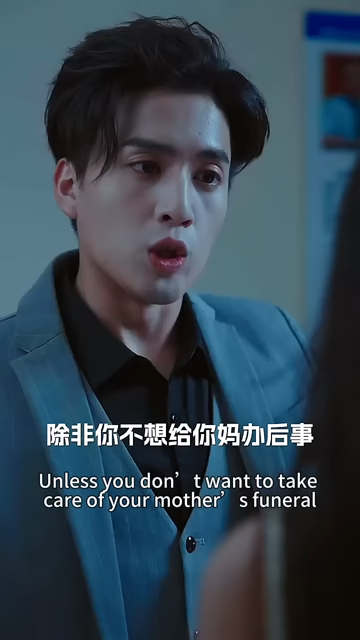 除非你不想给你妈办后事
Unless you don’t want to take
care of your mother’s funeral